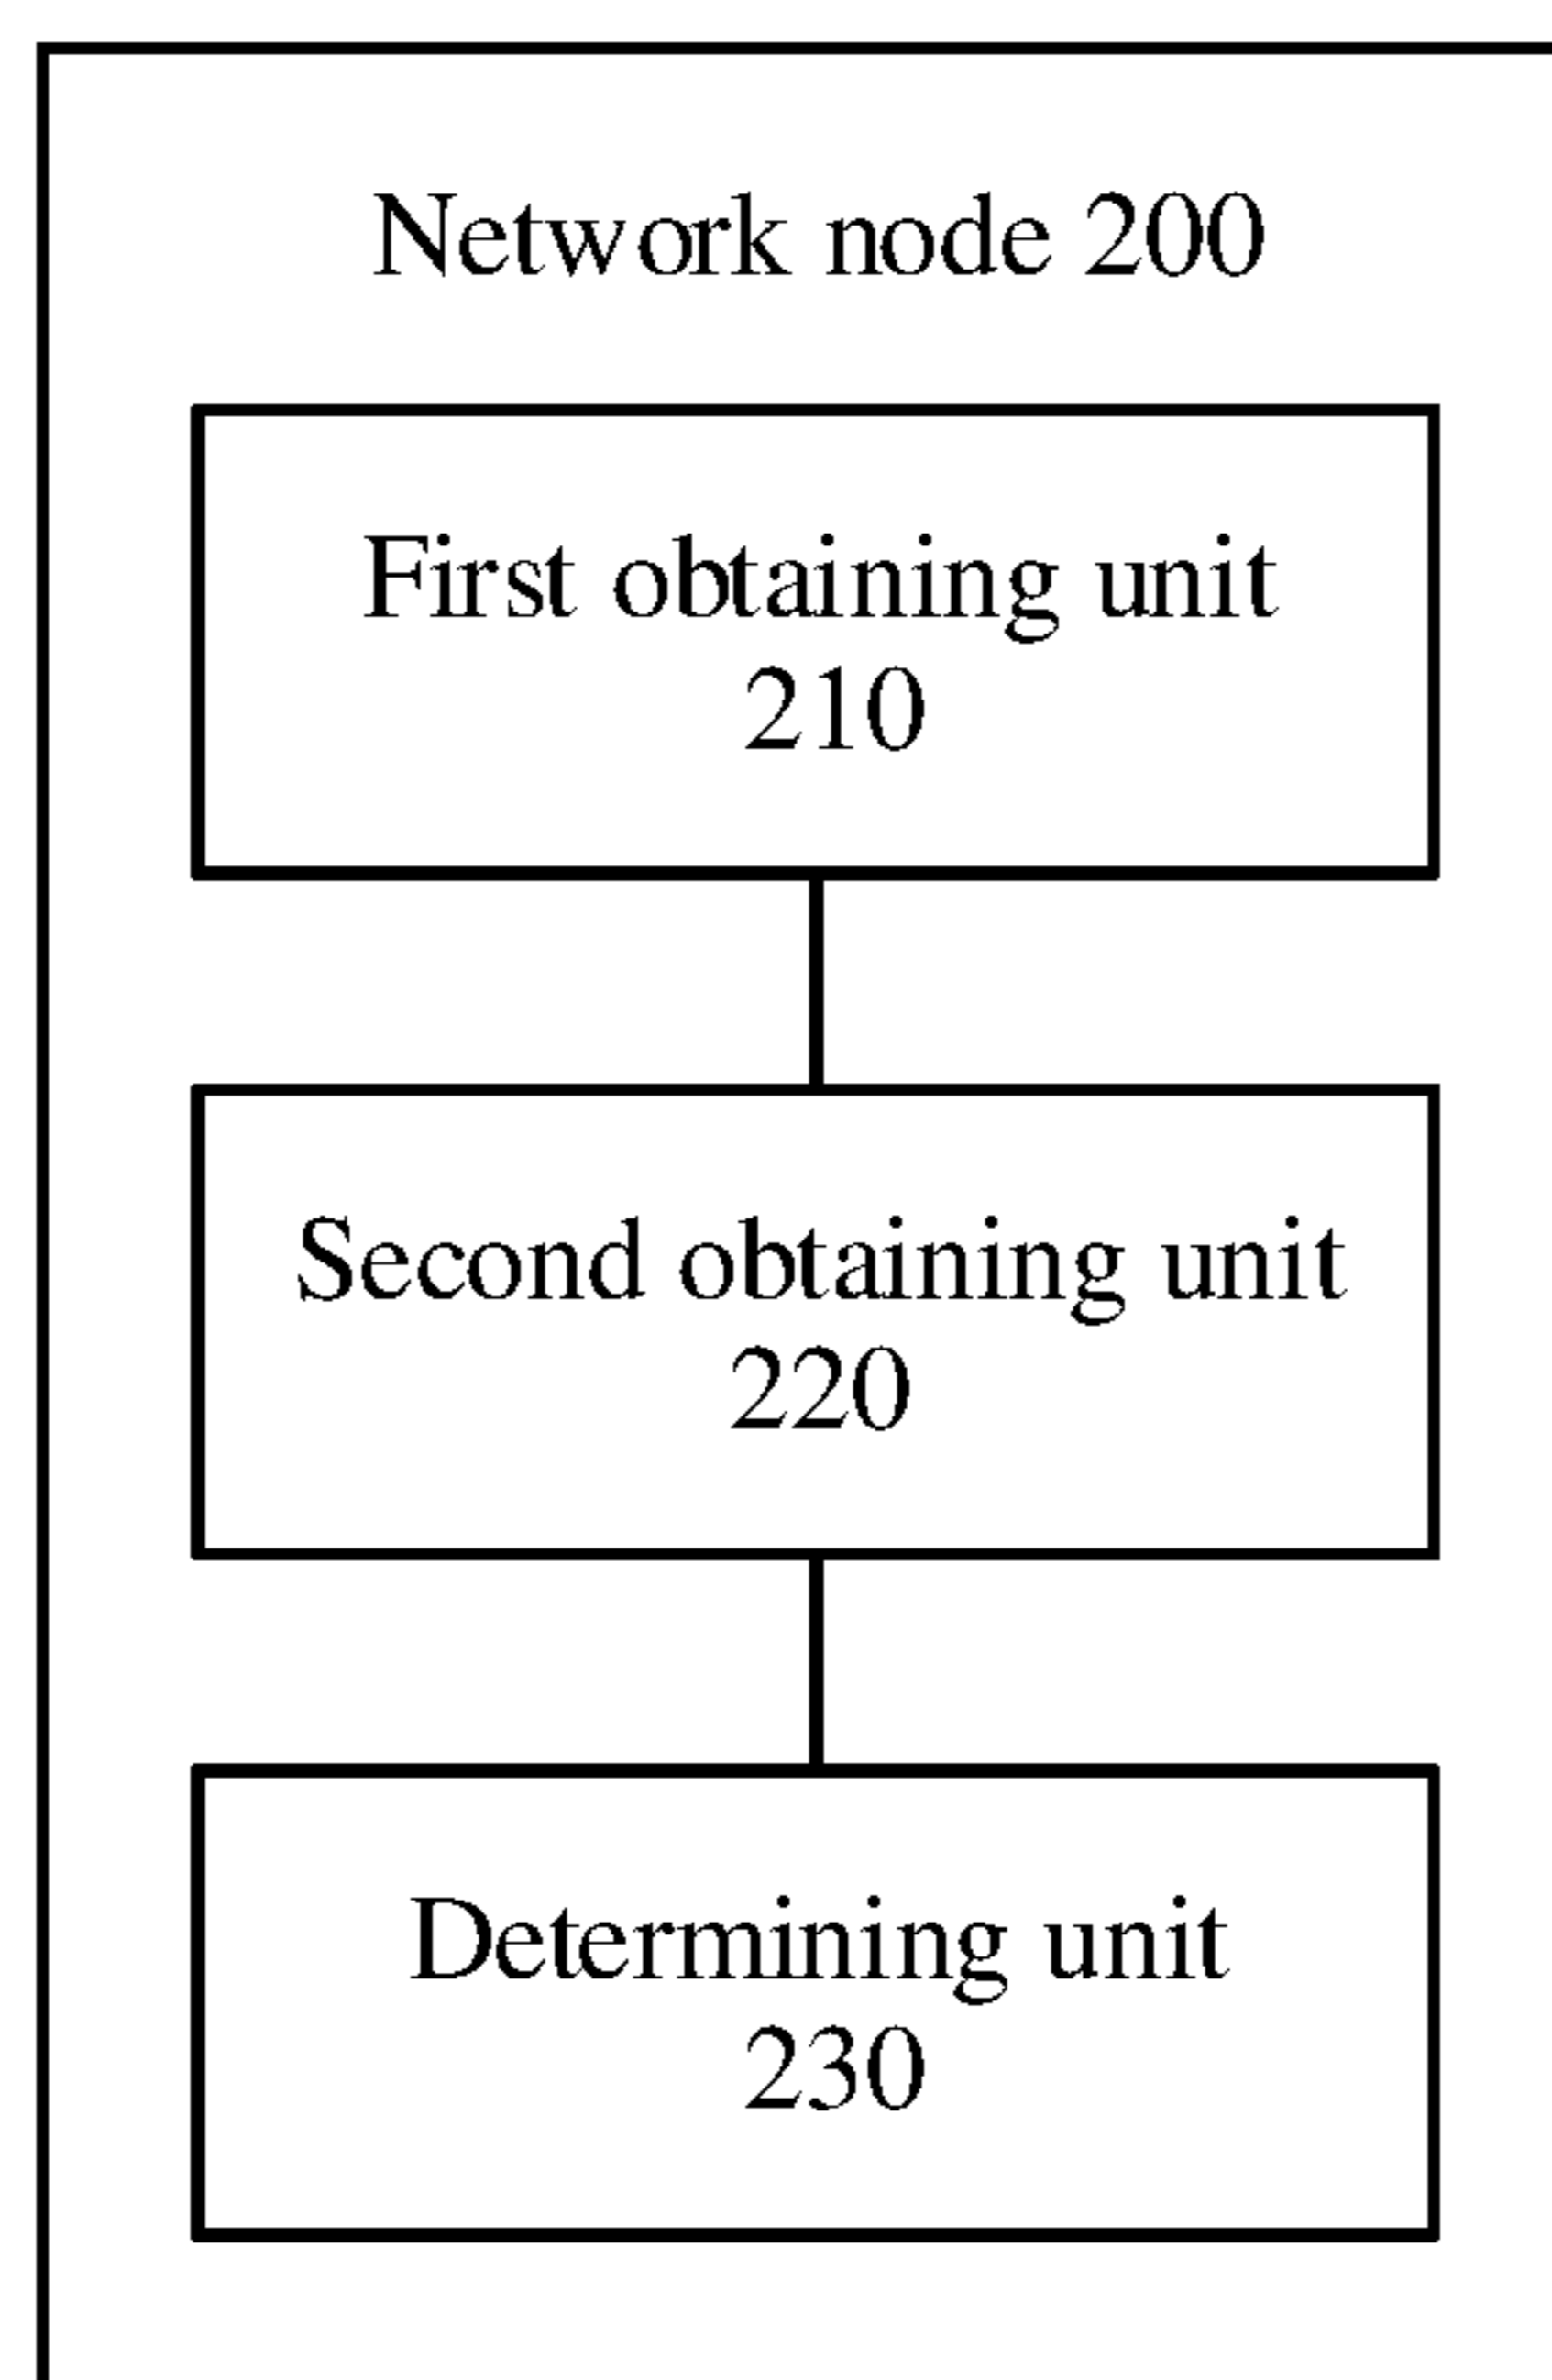 Network node 200
First obtaining unit
210
Second obtaining unit
220
Determining unit
230